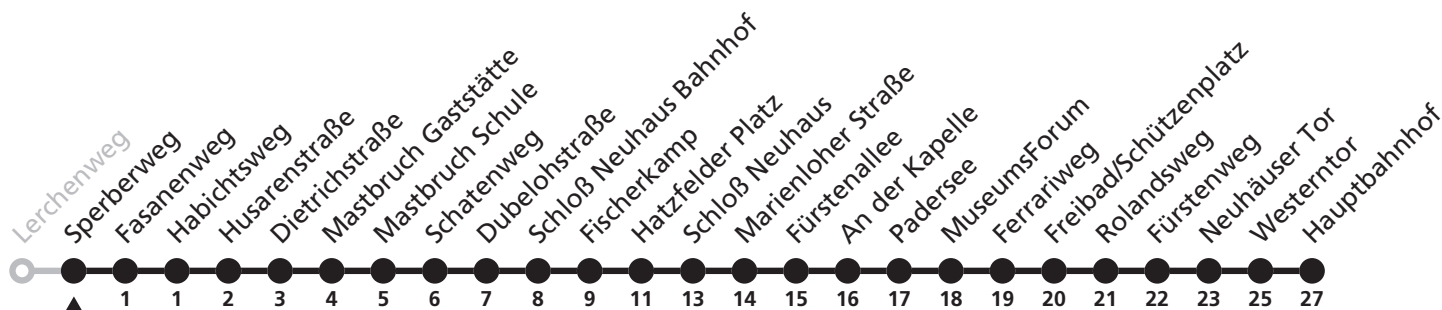 Lerchenweg
Sperberweg
Fasanenweg
Habichtsweg
Husarenstraße
Dietrichstraße
Mastbruch Gaststätte
Mastbruch Schule
Schatenweg
Dubelohstraße
Schloß Neuhaus Bahnhof
Fischerkamp
Hatzfelder Platz
Schloß Neuhaus
Marienloher Straße
Fürstenallee
An der Kapelle
Padersee
MuseumsForum
Ferrariweg
Freibad/Schützenplatz
Rolandsweg
Fürstenweg
Neuhäuser Tor
Westerntor
Hauptbahnhof
1 1 2 3 4 5 6 7 8 9 11 13 14 15 16 17 18 19 20 21 22 23 25 27